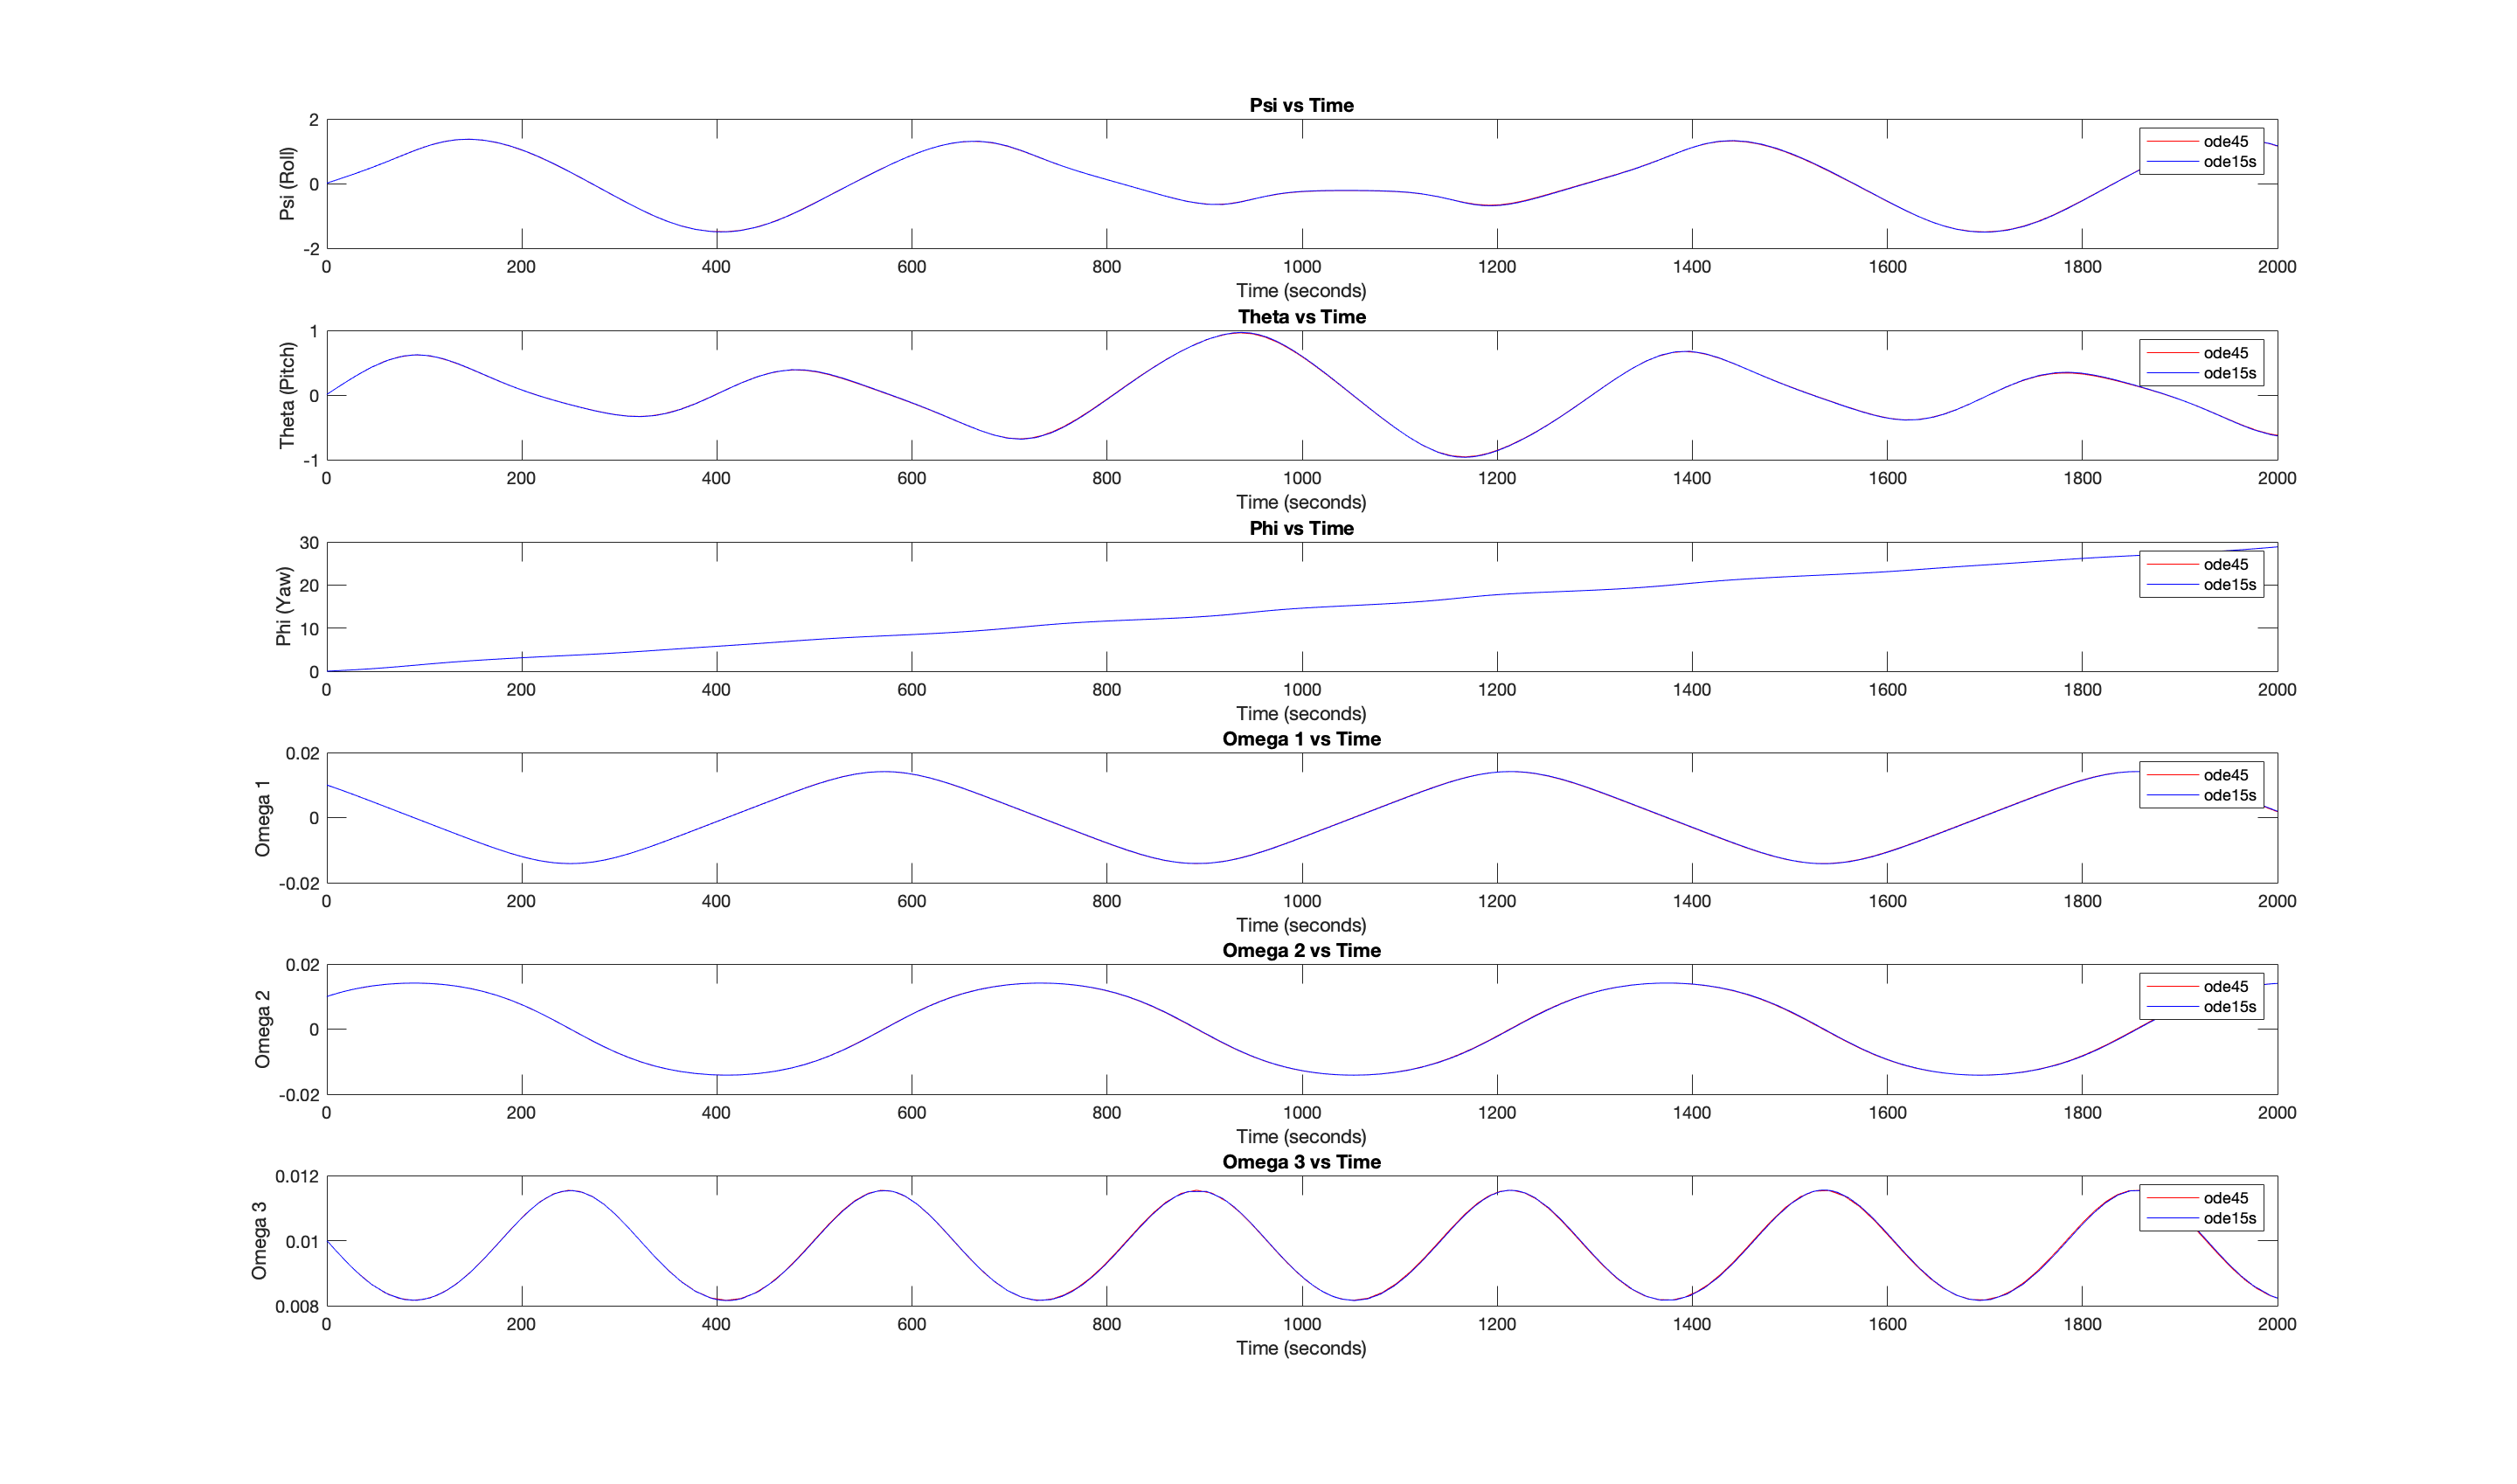 Psi vs Time
Psi (Roll)
2
0
-2
ode45
ode15s
0 200 400 600 800 1000 1200 1400 1600 1800 2000
Time (seconds)
Theta vs Time
Theta (Pitch)
1
0
-1
ode45
ode15s
0 200 400 600 800 1000 1200 1400 1600 1800 2000
Time (seconds)
Phi vs Time
Phi (Yaw)
30
20
10
0
ode45
ode15s
0 200 400 600 800 1000 1200 1400 1600 1800 2000
Time (seconds)
Omega 1 vs Time
Omega 1
0.02
0
-0.02
ode45
ode15s
0 200 400 600 800 1000 1200 1400 1600 1800 2000
Time (seconds)
Omega 2 vs Time
Omega 2
0.02
0
-0.02
ode45
ode15s
0 200 400 600 800 1000 1200 1400 1600 1800 2000
Time (seconds)
Omega 3 vs Time
Omega 3
0.012
0.01
0.008
ode45
ode15s
0 200 400 600 800 1000 1200 1400 1600 1800 2000
Time (seconds)